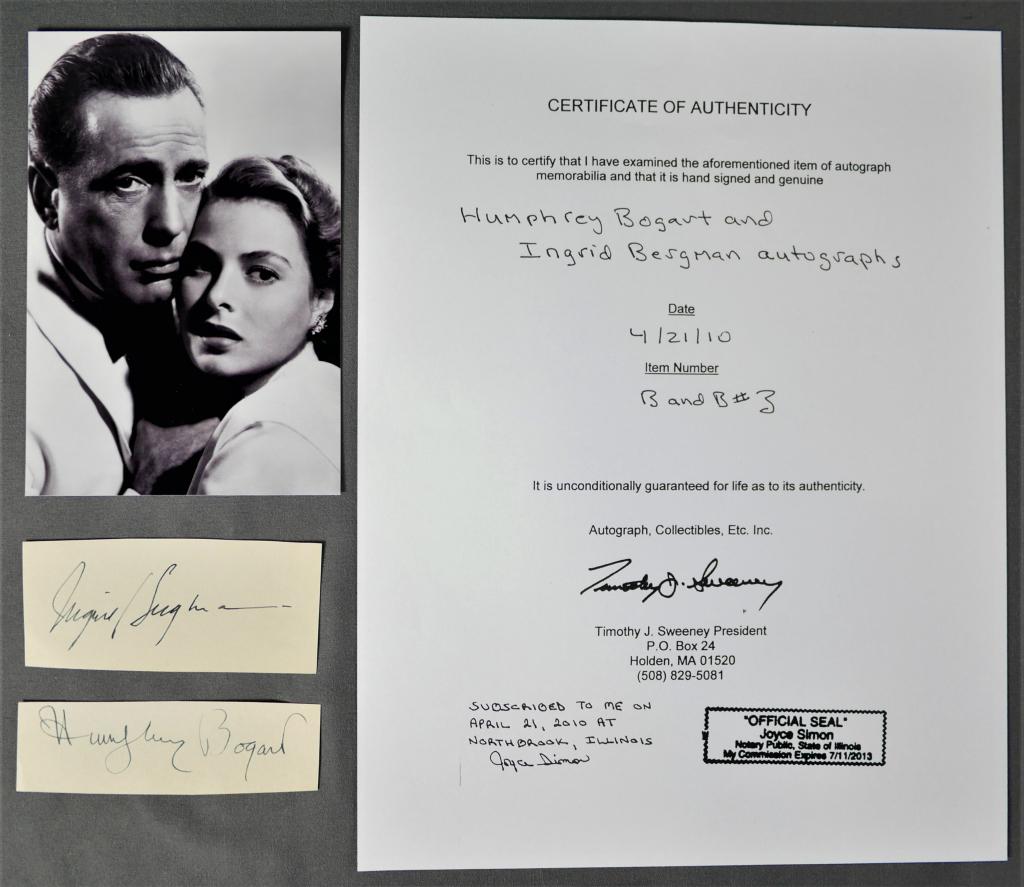 Ingrid Bergman
Humphrey Bogart
CERTIFICATE OF AUTHENTICITY
This is to certify that I have examined the aforementioned item of autograph
memorabilia and that it is hand signed and genuine
Humphrey Bogart and
Ingrid Bergman autographs
Date
4/21/10
Item Number
B and B# 3
It is unconditionally guaranteed for life as to its authenticity.
Autograph, Collectibles, Etc. Inc.
Timothy J. Sweeney
Timothy J. Sweeney President
P.O. Box 24
Holden, MA 01520
(508) 829-5081
SUBSCRIBED TO ME ON
APRIL 21, 2010 AT
NORTHBROOK, ILLINOIS
Joyce Simon
"OFFICIAL SEAL"
Joyce Simon
Notary Public, State of Illinois
My Commission Expires 7/11/2013